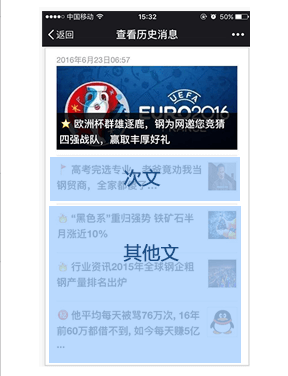 中国移动
15:32
50%
返回
查看历史消息
2016年6月23日06:57
UEFA
EURO2016
FRANCE
欧洲杯群雄逐鹿，钢为网邀您竞猜
四强战队，赢取丰厚好礼
高考完选专业，老爸竟劝我当
钢贸商，全家都
次文
“黑色系”重归强势 铁矿石半
月涨近10%
其他文
行业资讯2015年全球钢企粗
钢产量排名出炉
他平均每天被骂76万次, 16年
前60万都借不到, 如今每天赚5亿
...